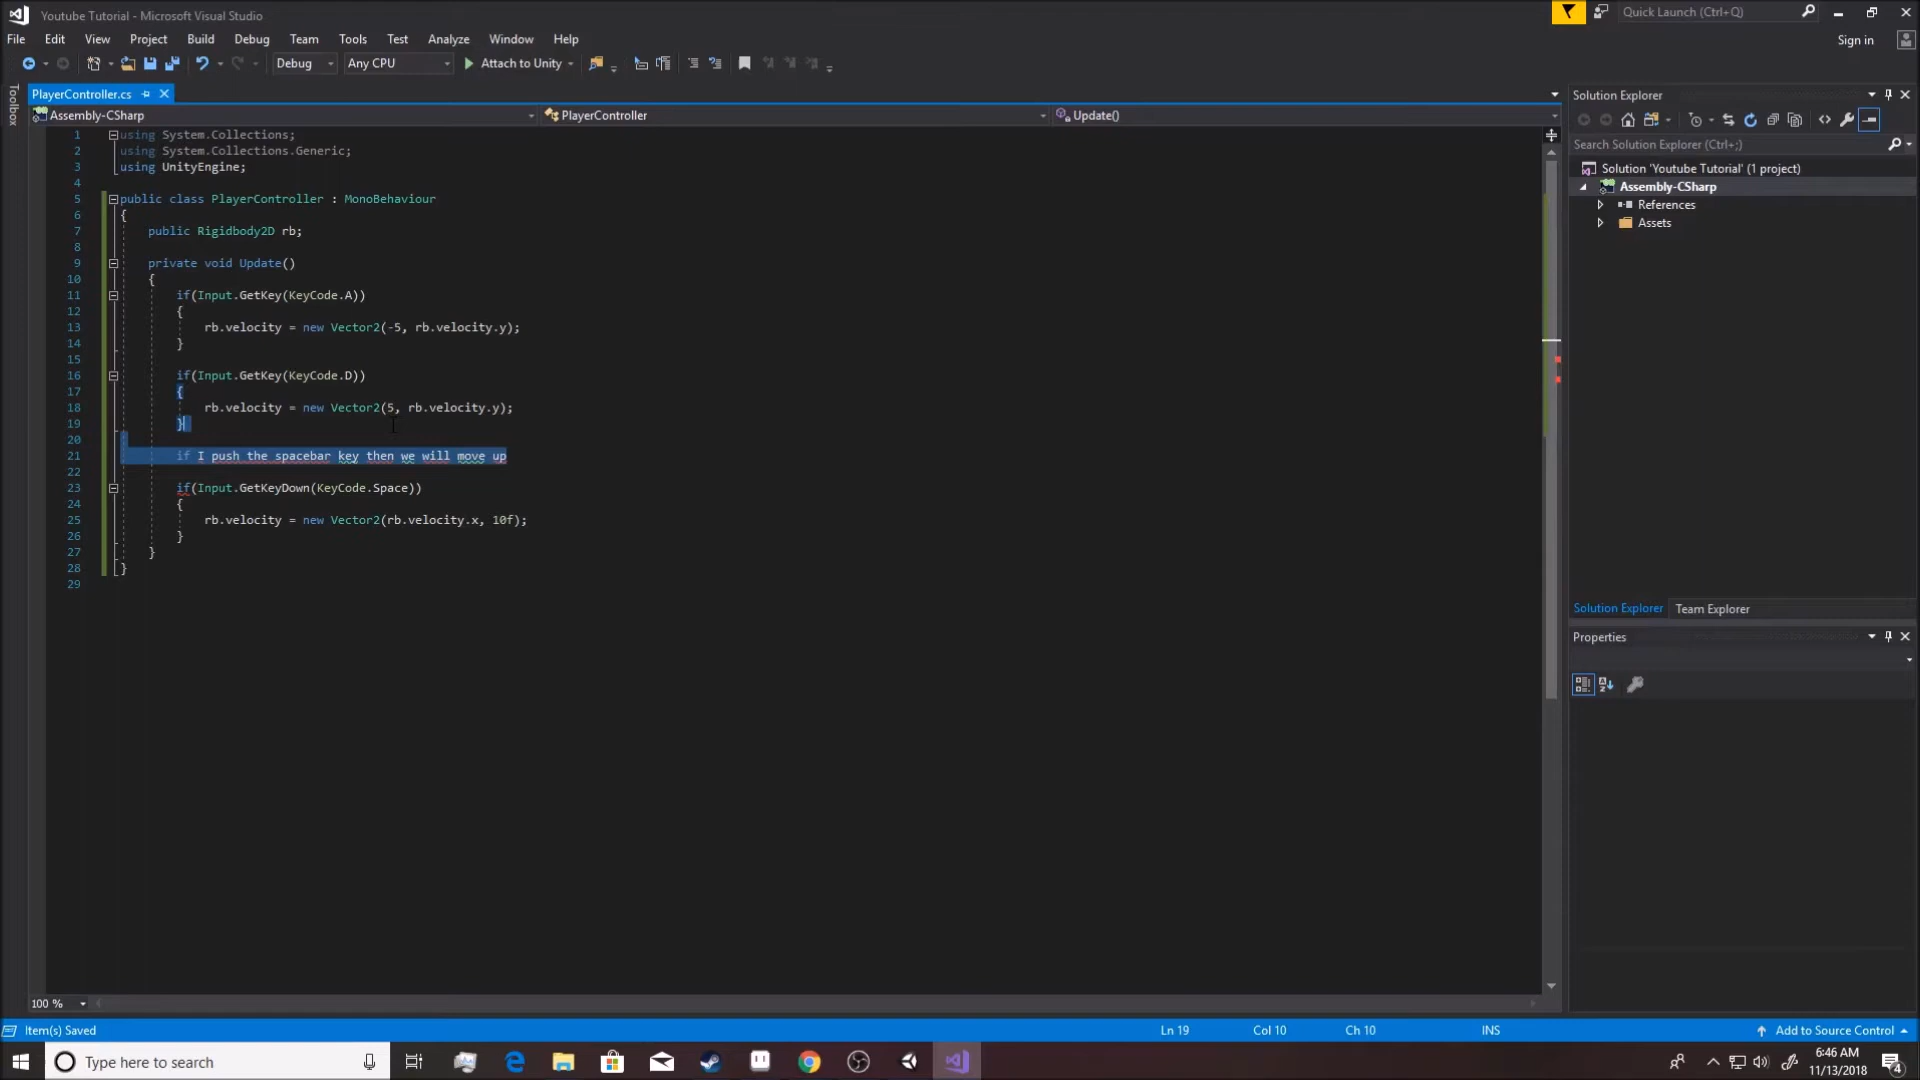 Youtube Tutorial - Microsoft Visual Studio
Quick Launch (Ctrl+Q)
File Edit View Project Build Debug Team Tools Test Analyze Window Help
Sign in
Debug Any CPU Attach to Unity
Toolbox
PlayerController.cs
Assembly-CSharp PlayerController Update()
1 using System.Collections;
2 using System.Collections.Generic;
3 using UnityEngine;
4
5 public class PlayerController : MonoBehaviour
6 {
7 public Rigidbody2D rb;
8
9 private void Update()
10 {
11 if(Input.GetKey(KeyCode.A))
12 {
13 rb.velocity = new Vector2(-5, rb.velocity.y);
14 }
15
16 if(Input.GetKey(KeyCode.D))
17 {
18 rb.velocity = new Vector2(5, rb.velocity.y);
19 }
20
21 if I push the spacebar key then we will move up
22
23 if(Input.GetKeyDown(KeyCode.Space))
24 {
25 rb.velocity = new Vector2(rb.velocity.x, 10f);
26 }
27 }
28 }
29
100 %
Solution Explorer
Search Solution Explorer (Ctrl+;)
Solution 'Youtube Tutorial' (1 project)
Assembly-CSharp
References
Assets
Solution Explorer Team Explorer
Properties
Item(s) Saved Ln 19 Col 10 Ch 10 INS Add to Source Control
Type here to search
6:46 AM
11/13/2018
4